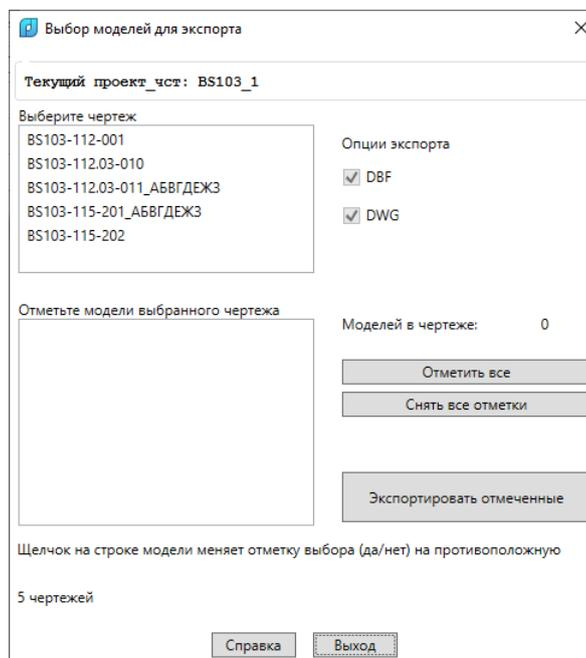 Выбор моделей для экспорта
Текущий проект_чст: BS103_1
Выберите чертеж
BS103-112-001
BS103-112.03-010
BS103-112.03-011_АБВГДЕЖЗ
BS103-115-201_АБВГДЕЖЗ
BS103-115-202
Опции экспорта
DBF
DWG
Отметьте модели выбранного чертежа
Моделей в чертеже: 0
Отметить все
Снять все отметки
Экспортировать отмеченные
Щелчок на строке модели меняет отметку выбора (да/нет) на противоположную
5 чертежей
Справка
Выход